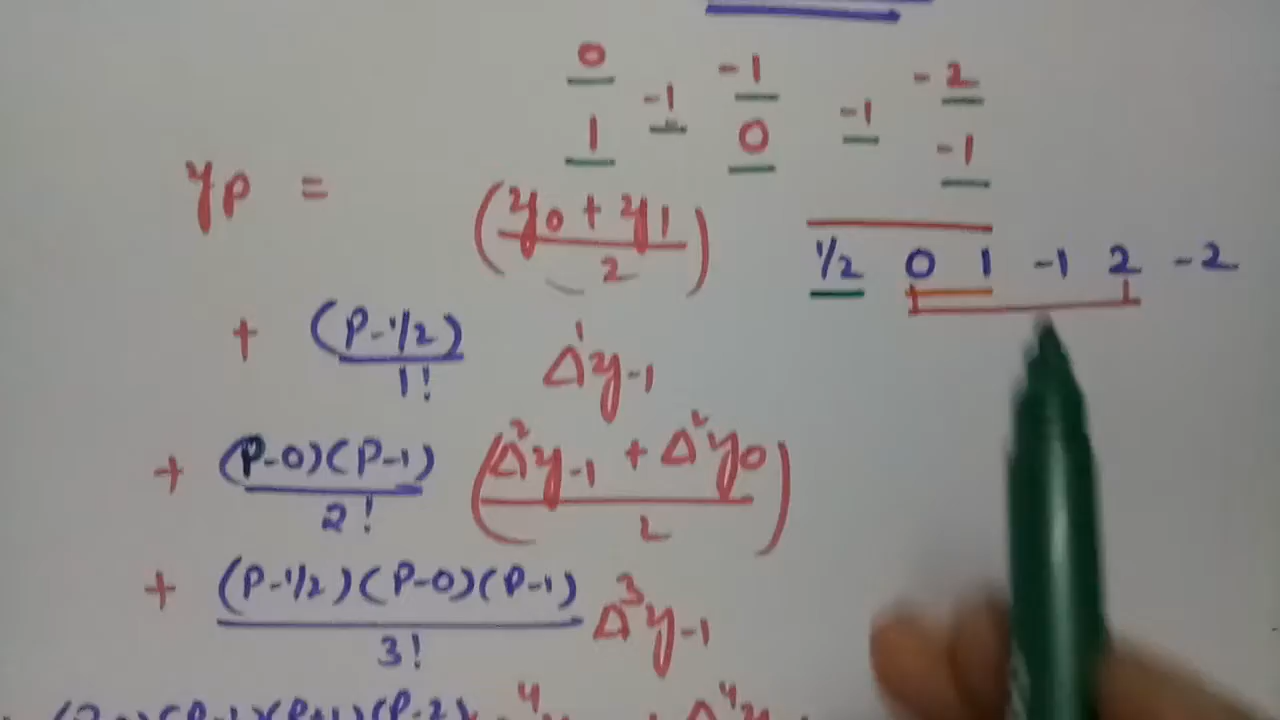 0 -1 -2
-1 -1
1 0 -1
yp = (y0 + y1)/2
1/2 0 1 -1 2 -2
+ (P-1/2)/1! Δ¹y-1
+ (P-0)(P-1)/2! (Δ²y-1 + Δ²y0)/2
+ (P-1/2)(P-0)(P-1)/3! Δ³y-1